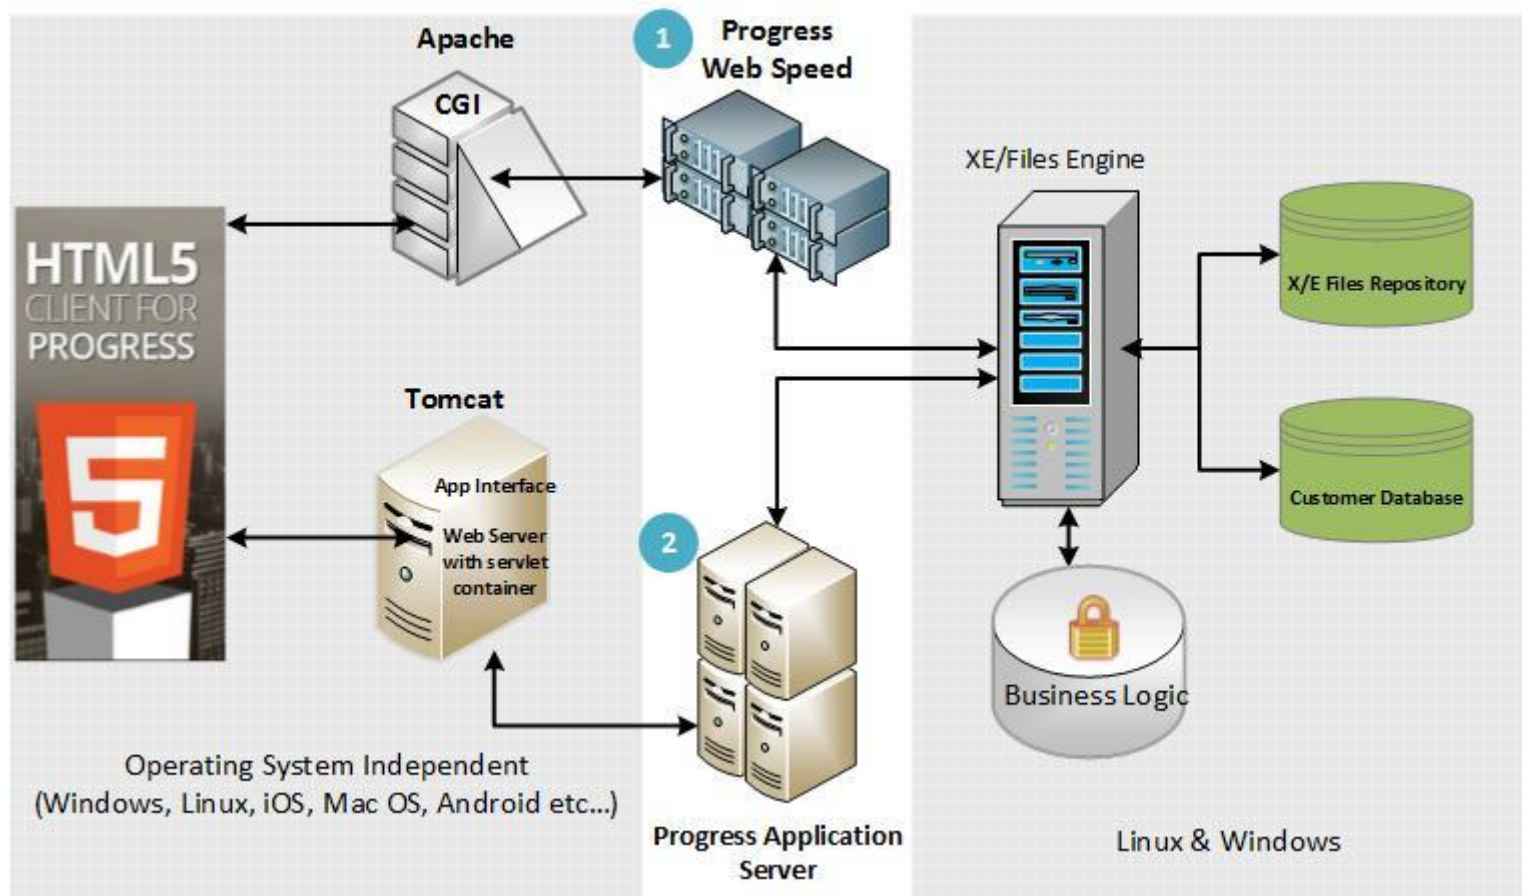 Apache
CGI
1
Progress
Web Speed
XE/Files Engine
X/E Files Repository
HTML5
CLIENT FOR
PROGRESS
5
Tomcat
App Interface
Web Server
with servlet
container
2
Customer Database
Business Logic
Operating System Independent
(Windows, Linux, iOS, Mac OS, Android etc...)
Progress Application
Server
Linux & Windows